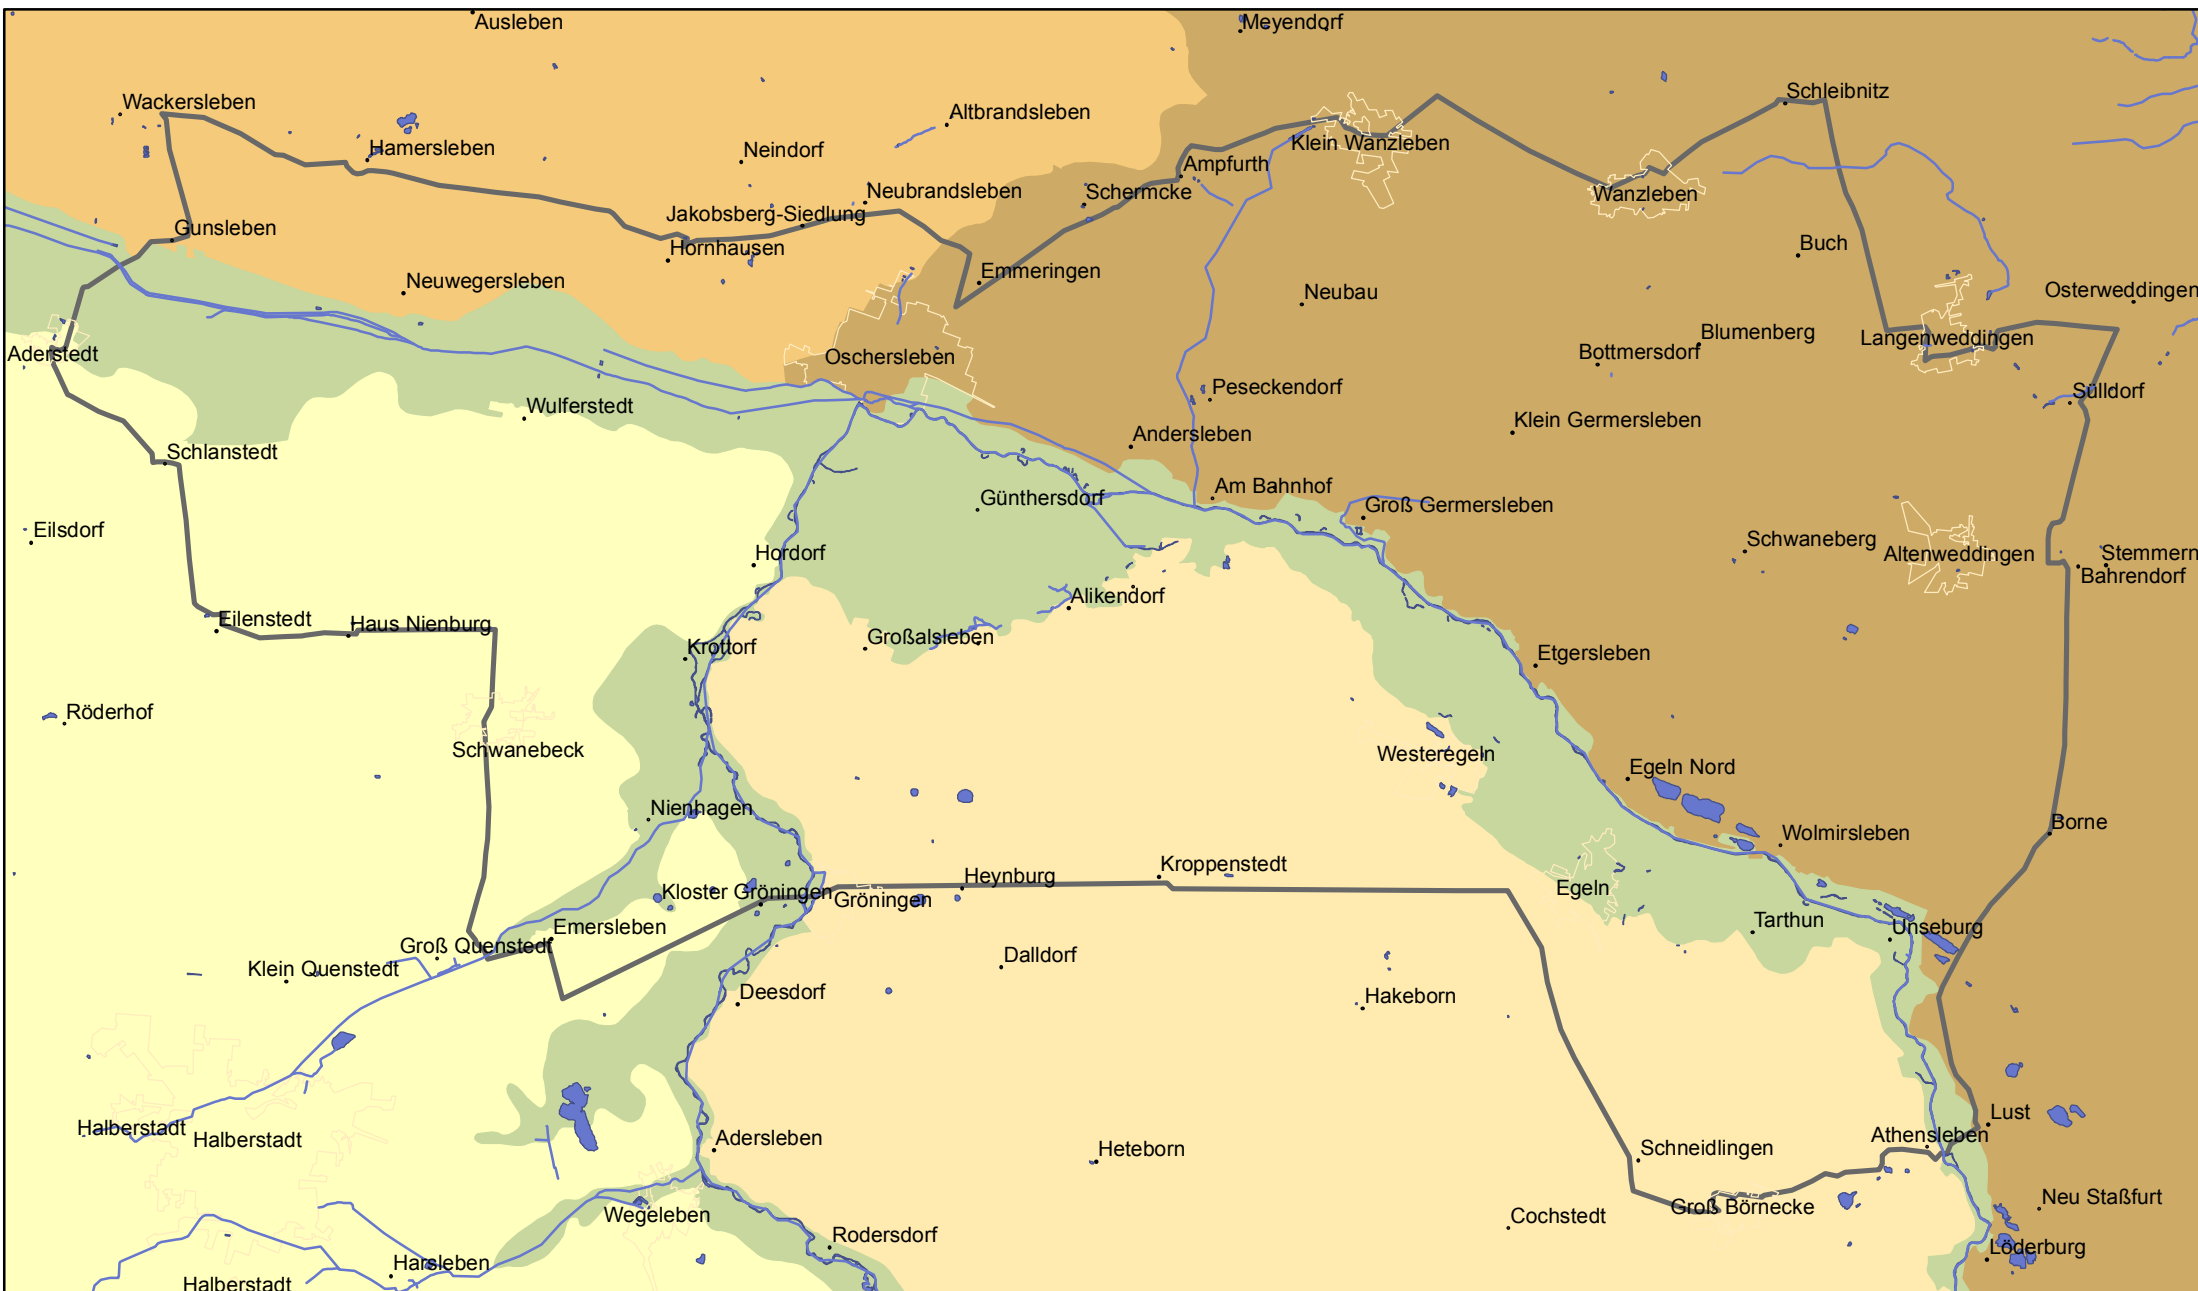 Ausleben
Meyendorf
Wackersleben
Schleibnitz
Altbrandsleben
Hamersleben
Neindorf
Klein Wanzleben
Ampfurth
Neubrandsleben
Schermcke
Wanzleben
Jakobsberg-Siedlung
Gunsleben
Hornhausen
Buch
Neuwegersleben
Emmeringen
Neubau
Osterweddingen
Blumenberg
Langenweddingen
Aderstedt
Oschersleben
Bottmersdorf
Peseckendorf
Sülldorf
Wulferstedt
Klein Germersleben
Andersleben
Schlanstedt
Am Bahnhof
Günthersdorf
Groß Germersleben
Eilsdorf
Schwaneberg
Hordorf
Altenweddingen
Stemmern
Bahrendorf
Alikendorf
Eilenstedt
Haus Nienburg
Großalsleben
Krottorf
Etgersleben
Röderhof
Schwanebeck
Westeregeln
Egeln Nord
Nienhagen
Borne
Wolmirsleben
Kroppenstedt
Heynburg
Egeln
Kloster Gröningen
Gröningen
Tarthun
Emersleben
Unseburg
Groß Quenstedt
Dalldorf
Klein Quenstedt
Deesdorf
Hakeborn
Lust
Halberstadt
Halberstadt
Adersleben
Athensleben
Heteborn
Schneidlingen
Neu Staßfurt
Groß Börnecke
Wegeleben
Cochstedt
Rodersdorf
Löderburg
Harsleben
Halberstadt